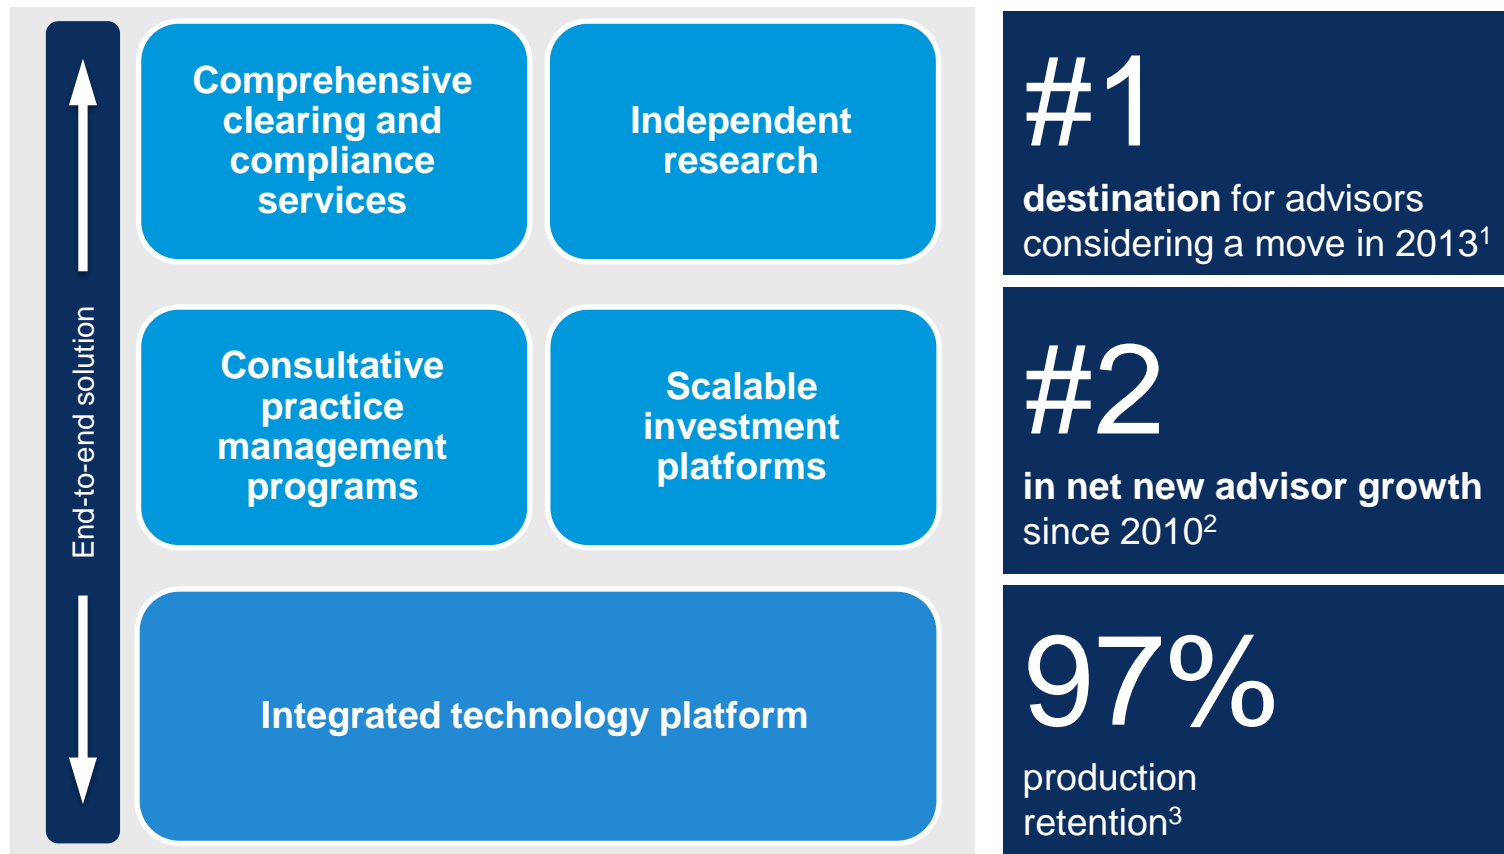 End-to-end solution
Comprehensive
clearing and
compliance
services
Independent
research
Consultative
practice
management
programs
Scalable
investment
platforms
Integrated technology platform
#1
destination for advisors
considering a move in 2013¹
#2
in net new advisor growth
since 2010²
97%
production
retention³